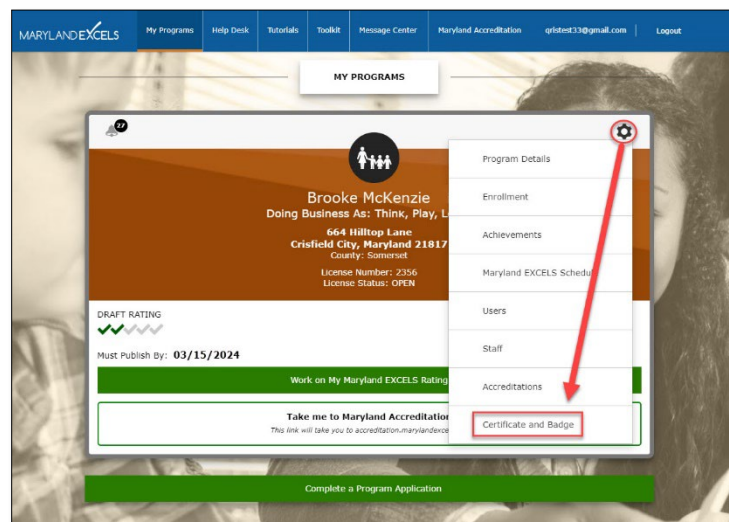 MARYLAND EXCELS
My Programs
Help Desk
Tutorials
Toolkit
Message Center
Maryland Accreditation
qristest33@gmail.com
Logout
MY PROGRAMS
27
Brooke McKenzie
Doing Business As: Think, Play, L
664 Hilltop Lane
Crisfield City, Maryland 21817
County: Somerset
License Number: 2356
License Status: OPEN
Program Details
Enrollment
Achievements
Maryland EXCELS Schedul
Users
Staff
Accreditations
Certificate and Badge
DRAFT RATING
Must Publish By: 03/15/2024
Work on My Maryland EXCELS Rating
Take me to Maryland Accreditation
This link will take you to accreditation.marylandexce
Complete a Program Application